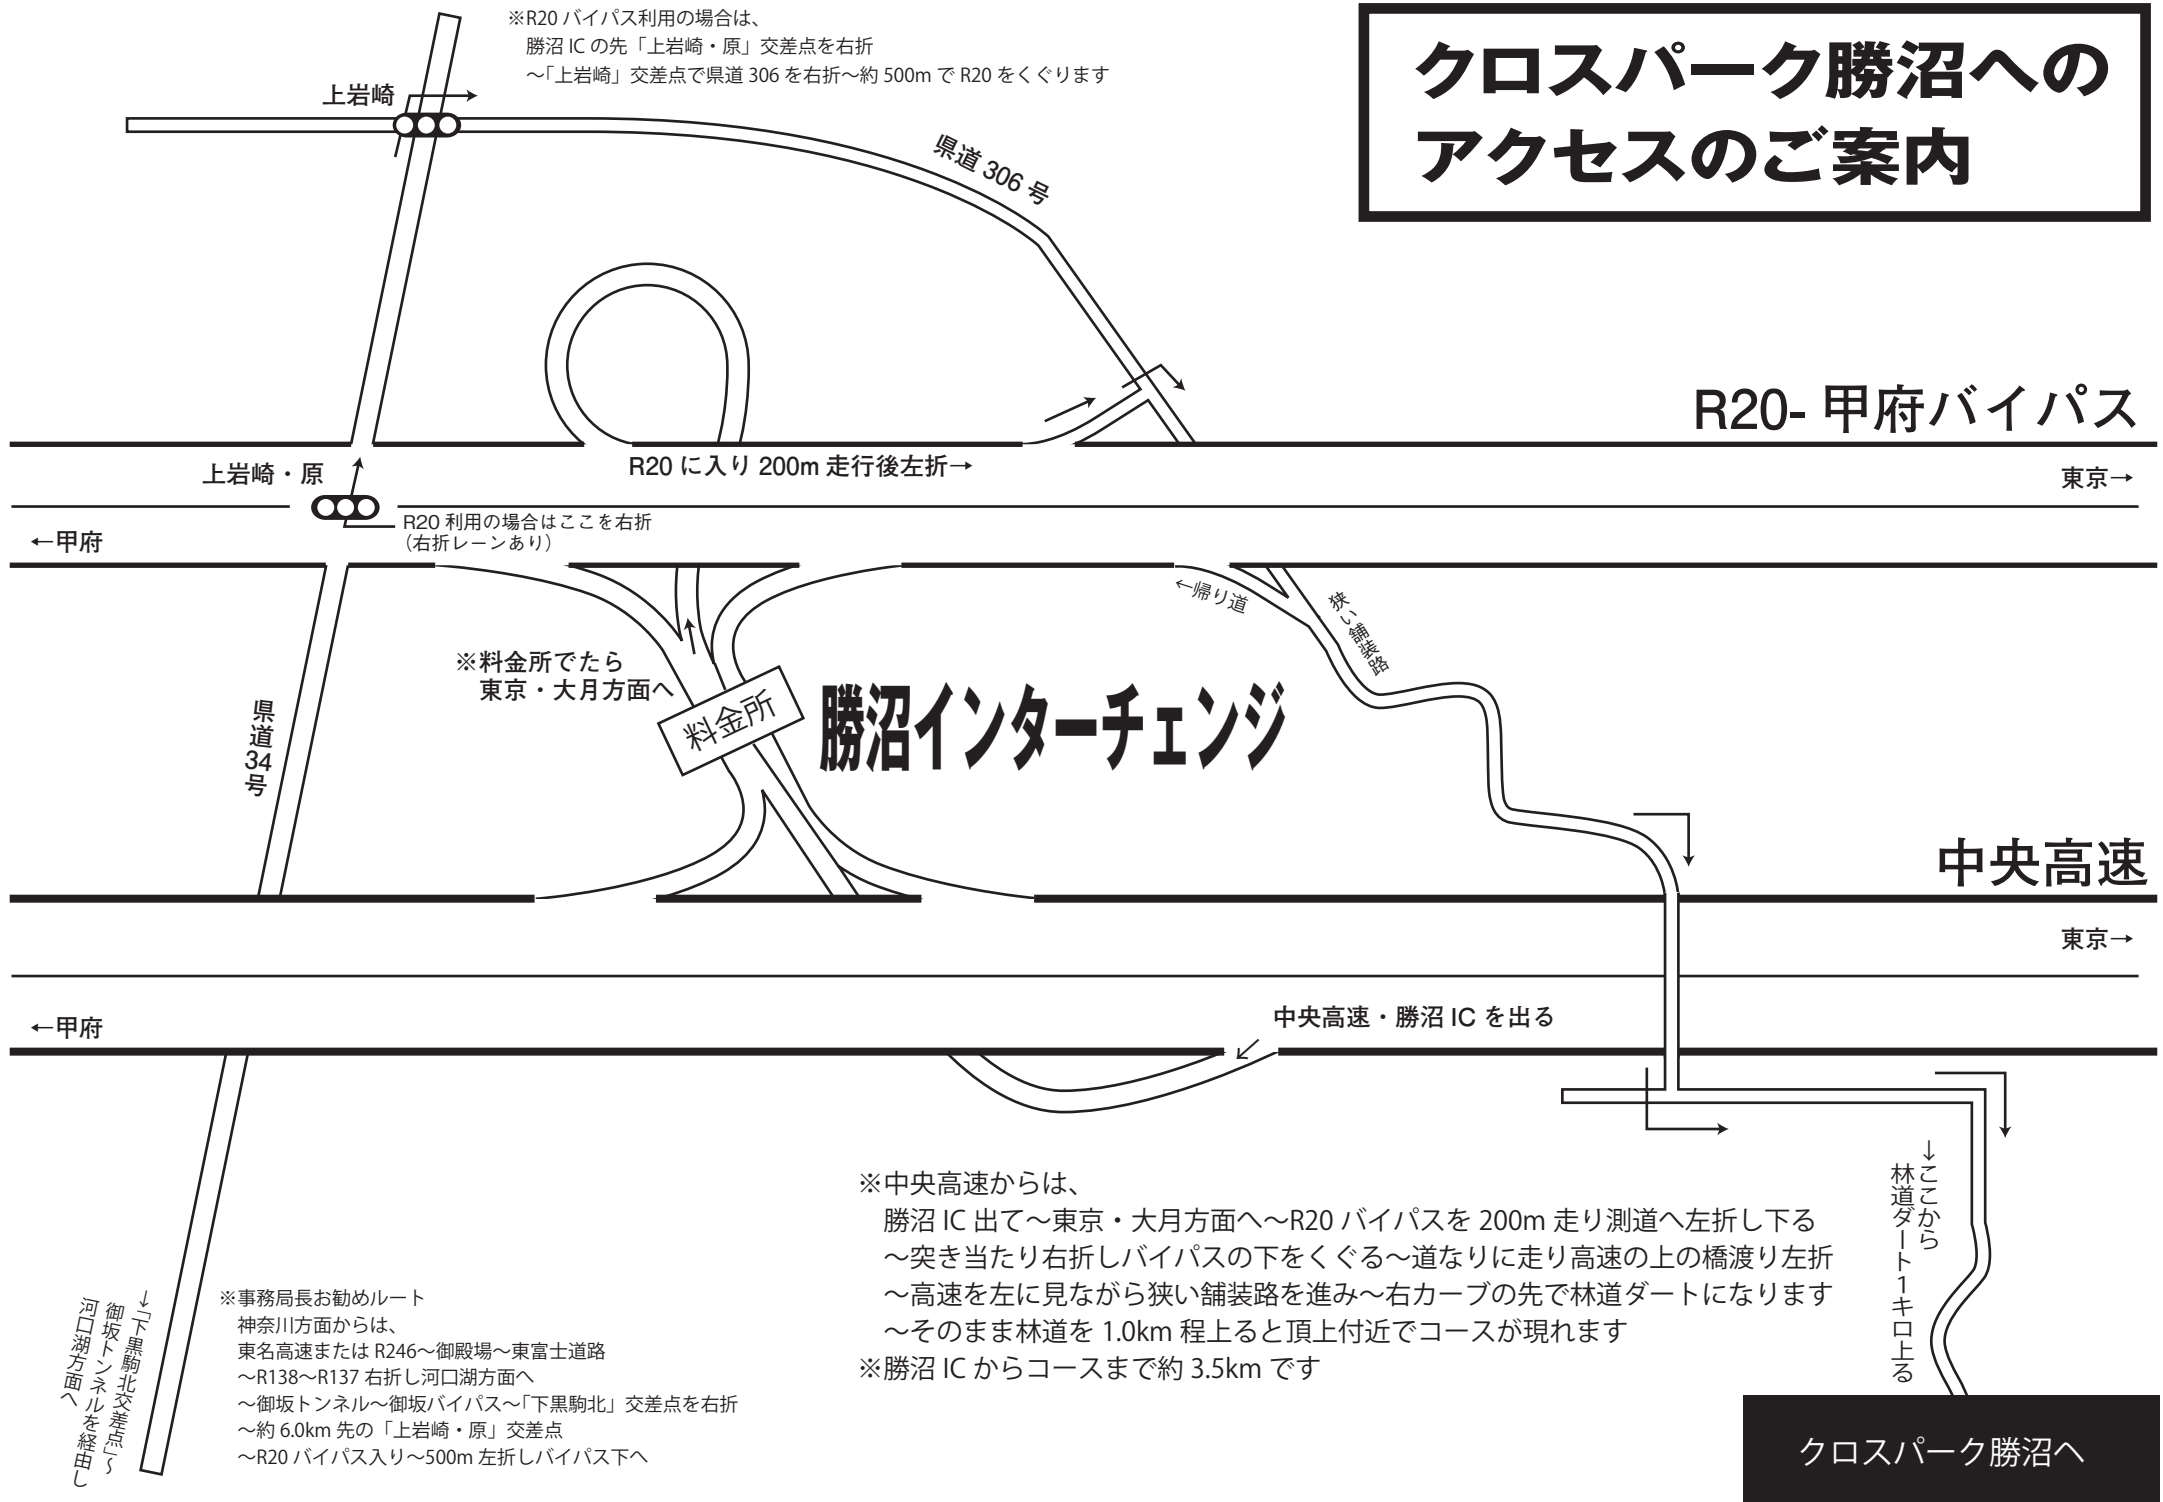 ※R20 バイパス利用の場合は、
勝沼 IC の先「上岩崎・原」交差点を右折
～「上岩崎」交差点で県道 306 を右折～約 500m で R20 をくぐります
クロスパーク勝沼への
アクセスのご案内
上岩崎
県道 306 号
R20- 甲府バイパス
上岩崎・原
R20 に入り 200m 走行後左折→
東京→
R20 利用の場合はここを右折
（右折レーンあり）
←甲府
←帰り道
狭い舗装路
※料金所でたら
東京・大月方面へ
料金所
勝沼インターチェンジ
県道34号
中央高速
東京→
中央高速・勝沼 IC を出る
←甲府
→ここから
林道ダート1キロ上る
※中央高速からは、
勝沼 IC 出て～東京・大月方面へ～R20 バイパスを 200m 走り測道へ左折し下る
～突き当たり右折しバイパスの下をくぐる～道なりに走り高速の上の橋渡り左折
～高速を左に見ながら狭い舗装路を進み～右カーブの先で林道ダートになります
～そのまま林道を 1.0km 程上ると頂上付近でコースが現れます
※勝沼 IC からコースまで約 3.5km です
→「下黒駒北交差点」～
御坂トンネルを経由し
河口湖方面へ
※事務局長お勧めルート
神奈川方面からは、
東名高速または R246～御殿場～東富士道路
～R138～R137 右折し河口湖方面へ
～御坂トンネル～御坂バイパス～「下黒駒北」交差点を右折
～約 6.0km 先の「上岩崎・原」交差点
～R20 バイパス入り～500m 左折しバイパス下へ
クロスパーク勝沼へ